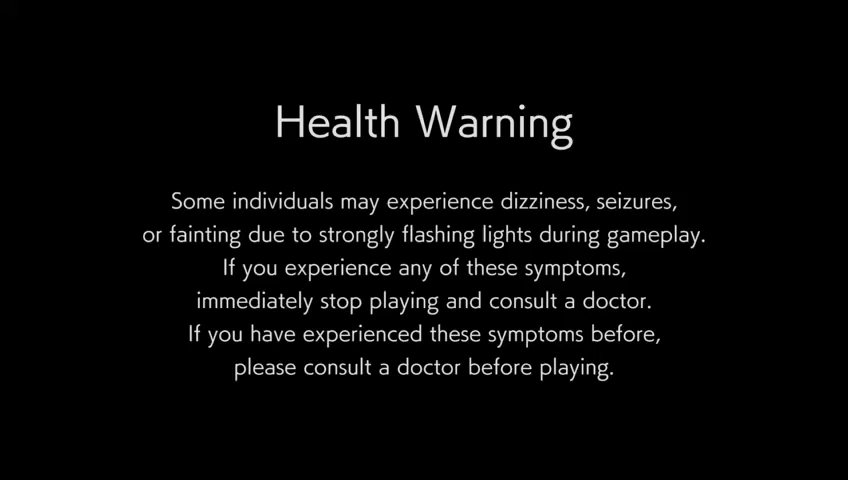 Health Warning
Some individuals may experience dizziness, seizures,
or fainting due to strongly flashing lights during gameplay.
If you experience any of these symptoms,
immediately stop playing and consult a doctor.
If you have experienced these symptoms before,
please consult a doctor before playing.